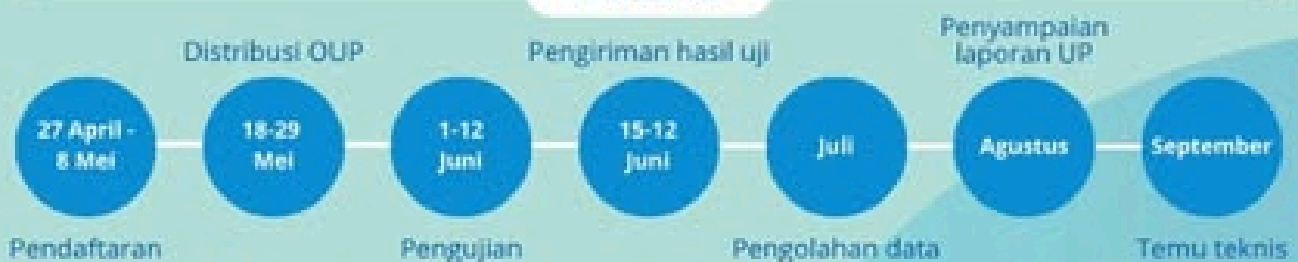 Distribusi OUP
Pengiriman hasil uji
Penyampaian
laporan UP
27 April -
8 Mei
18-29
Mei
1-12
Juni
15-12
Juni
Juli
Agustus
September
Pendaftaran
Pengujian
Pengolahan data
Temu teknis